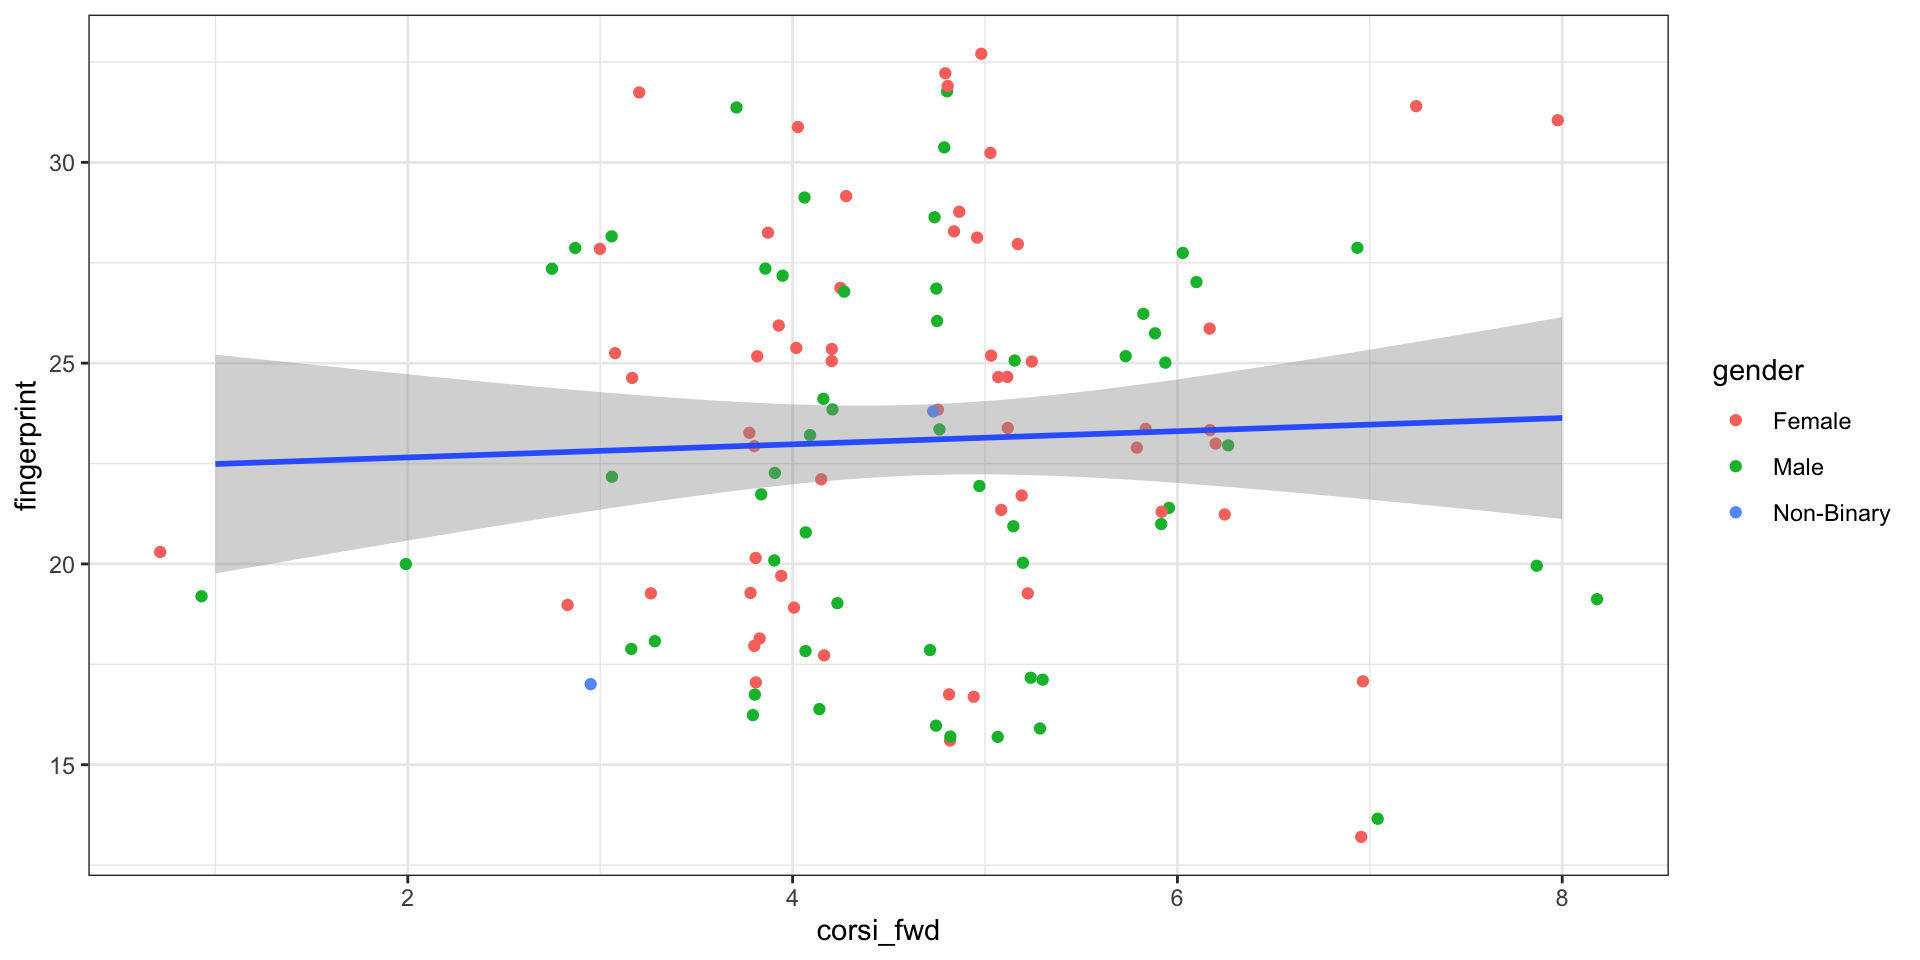 30
25
20
15
fingerprint
2 4 6 8
corsi_fwd
gender
Female
Male
Non-Binary